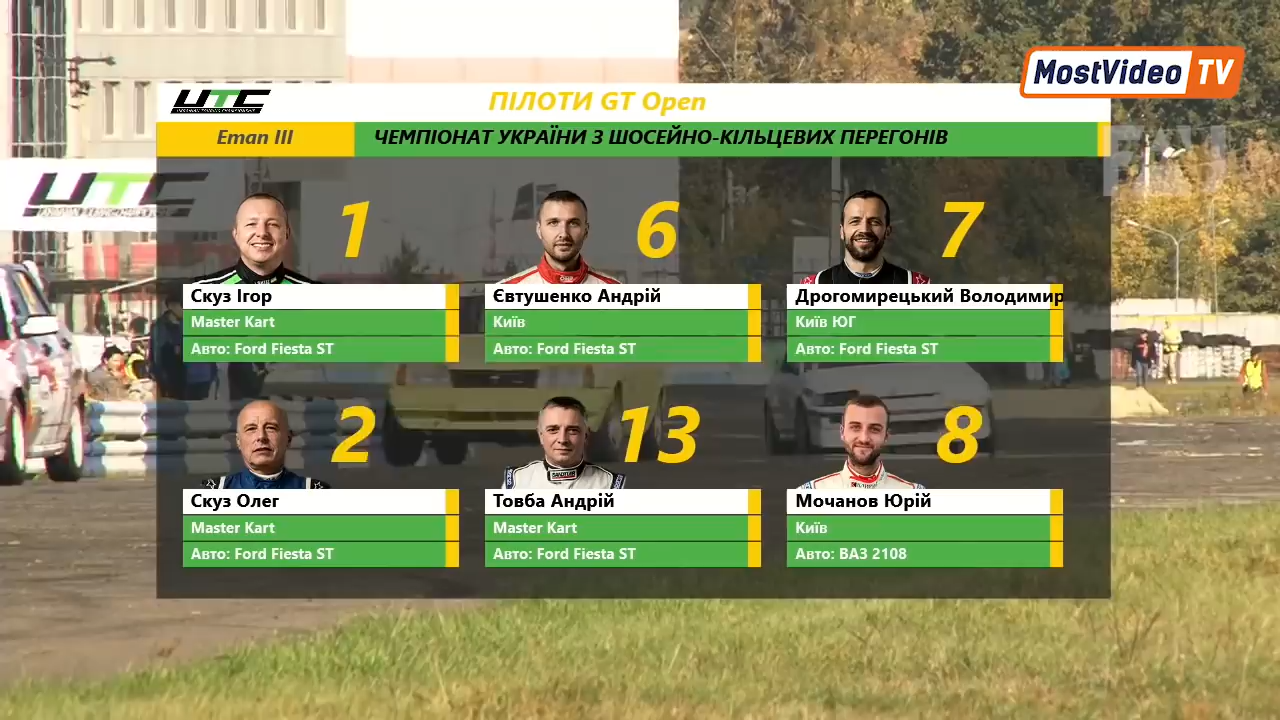 MostVideo TV
UTC
ПІЛОТИ GT Open
Етап III
ЧЕМПІОНАТ УКРАЇНИ З ШОСЕЙНО-КІЛЬЦЕВИХ ПЕРЕГОНІВ
UTC
1
Скуз Ігор
Master Kart
Авто: Ford Fiesta ST
6
Євтушенко Андрій
Київ
Авто: Ford Fiesta ST
7
Дрогомирецький Володимир
Київ ЮГ
Авто: Ford Fiesta ST
2
Скуз Олег
Master Kart
Авто: Ford Fiesta ST
13
Товба Андрій
Master Kart
Авто: Ford Fiesta ST
8
Мочанов Юрій
Київ
Авто: ВАЗ 2108